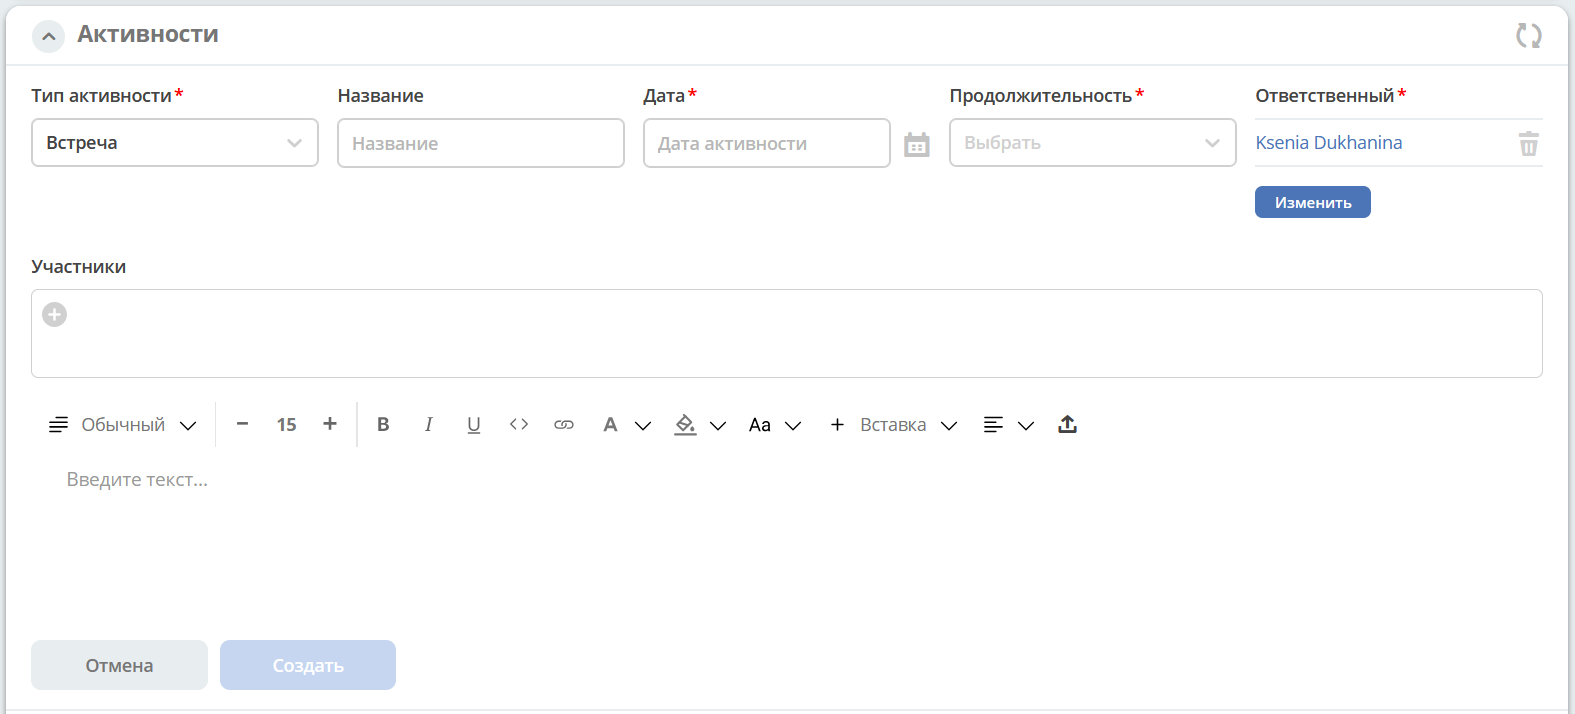 Активности
Тип активности*
Название
Дата*
Продолжительность*
Ответственный*
Встреча
Название
Дата активности
Выбрать
Ksenia Dukhanina
Изменить
Участники
Обычный
15
B I U <> A Aa + Вставка
Введите текст...
Отмена
Создать